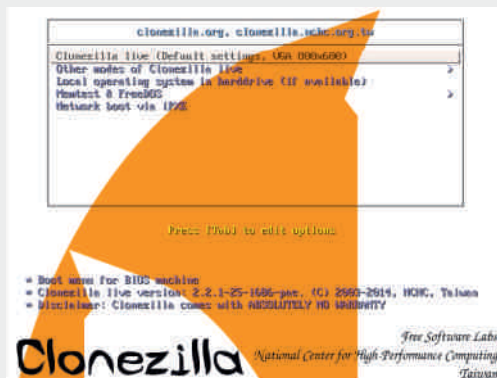 clonezilla.org, clonezilla.nchc.org.tw
Clonezilla live (Default settings, VGA 800x600)
Other modes of Clonezilla live >
Local operating system in harddrive (if available)
Memtest & FreeDOS >
Network boot via iPXE
Press [Tab] to edit options
* Boot menu for BIOS machine
* Clonezilla live version: 2.2.1-25-i686-pae. (C) 2003-2014, NCHC, Taiwan
* Disclaimer: Clonezilla comes with ABSOLUTELY NO WARRANTY
Free Software Labs
Clonezilla National Center for High-Performance Computing
Taiwan